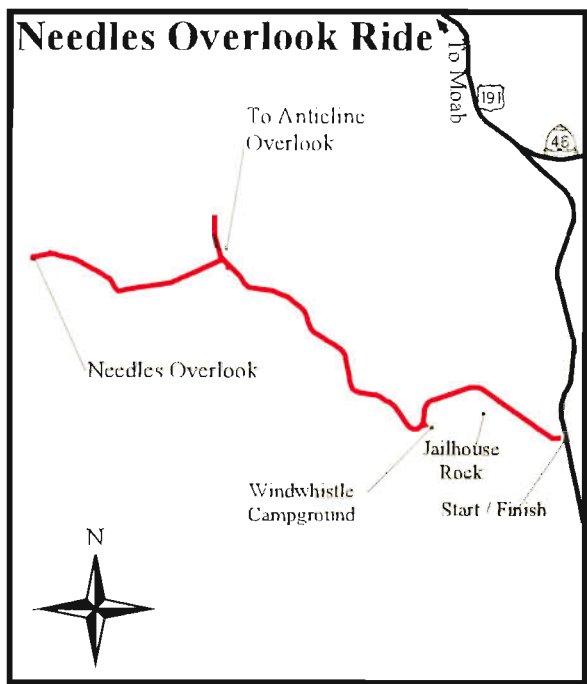 Needles Overlook Ride
To Moab
191
46
To Anticline
Overlook
Needles Overlook
Jailhouse
Rock
Windwhistle
Campground
Start / Finish
N